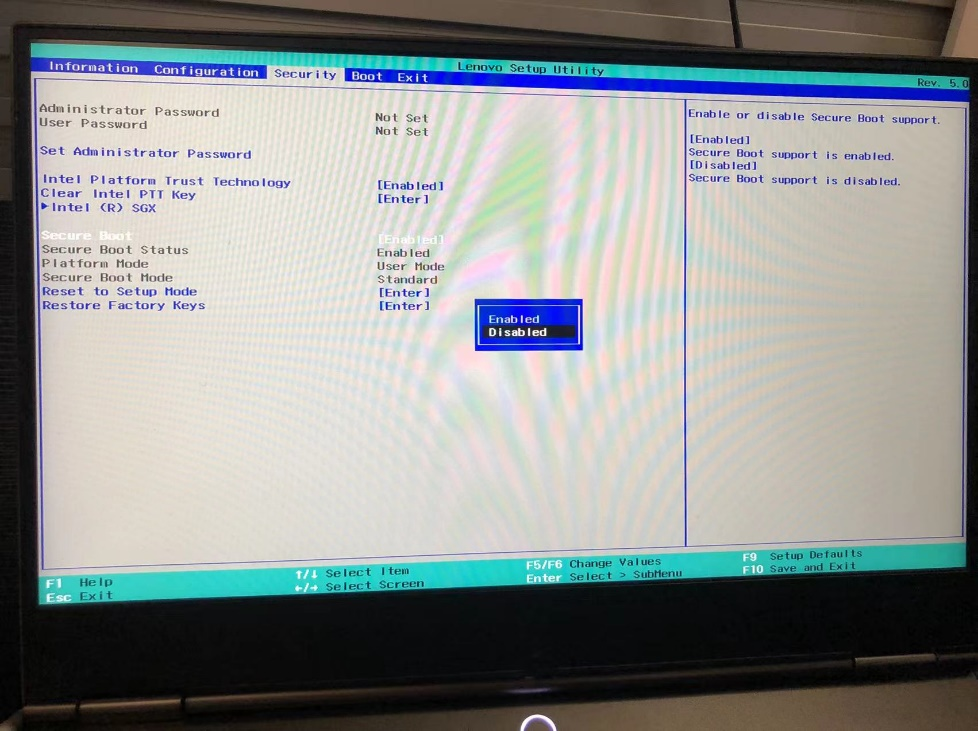 Lenovo Setup Utility
Information Configuration Security Boot Exit
Rev. 5.0
Administrator Password Not Set
User Password Not Set
Set Administrator Password
Intel Platform Trust Technology [Enabled]
Clear Intel PTT Key [Enter]
▶Intel (R) SGX
Secure Boot [Enabled]
Secure Boot Status Enabled
Platform Mode User Mode
Secure Boot Mode Standard
Reset to Setup Mode [Enter]
Restore Factory Keys [Enter]
Enabled
Disabled
Enable or disable Secure Boot support.
[Enabled]
Secure Boot support is enabled.
[Disabled]
Secure Boot support is disabled.
F1 Help ↑/↓ Select Item F5/F6 Change Values F9 Setup Defaults
Esc Exit ←/→ Select Screen Enter Select > SubMenu F10 Save and Exit